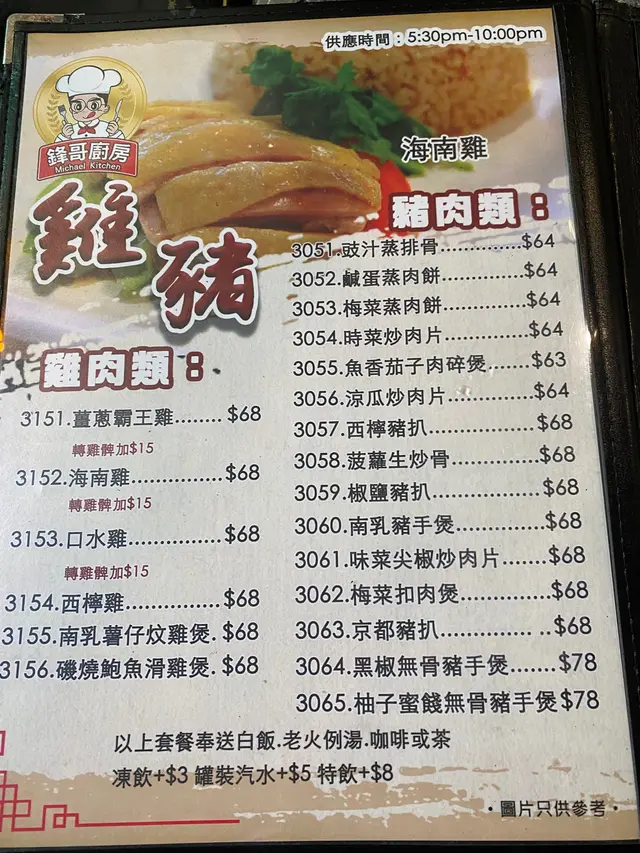 供應時間：5:30pm-10:00pm
鋒哥廚房
Michael Kitchen
海南雞
雞
豬
豬肉類：
3051.豉汁蒸排骨...............$64
3052.鹹蛋蒸肉餅...............$64
3053.梅菜蒸肉餅...............$64
3054.時菜炒肉片...............$64
3055.魚香茄子肉碎煲.......$63
3056.涼瓜炒肉片...............$64
3057.西檸豬扒..................$68
3058.菠蘿生炒骨...............$68
3059.椒鹽豬扒..................$68
3060.南乳豬手煲...............$68
3061.味菜尖椒炒肉片.......$68
3062.梅菜扣肉煲...............$68
3063.京都豬扒............... ..$68
3064.黑椒無骨豬手煲.......$78
3065.柚子蜜餞無骨豬手煲$78
雞肉類：
3151.薑蔥霸王雞........$68
轉雞髀加$15
3152.海南雞...............$68
轉雞髀加$15
3153.口水雞...............$68
轉雞髀加$15
3154.西檸雞...............$68
3155.南乳薯仔炆雞煲.$68
3156.磯燒鮑魚滑雞煲.$68
以上套餐奉送白飯.老火例湯.咖啡或茶
凍飲+$3 罐裝汽水+$5 特飲+$8
·圖片只供參考·